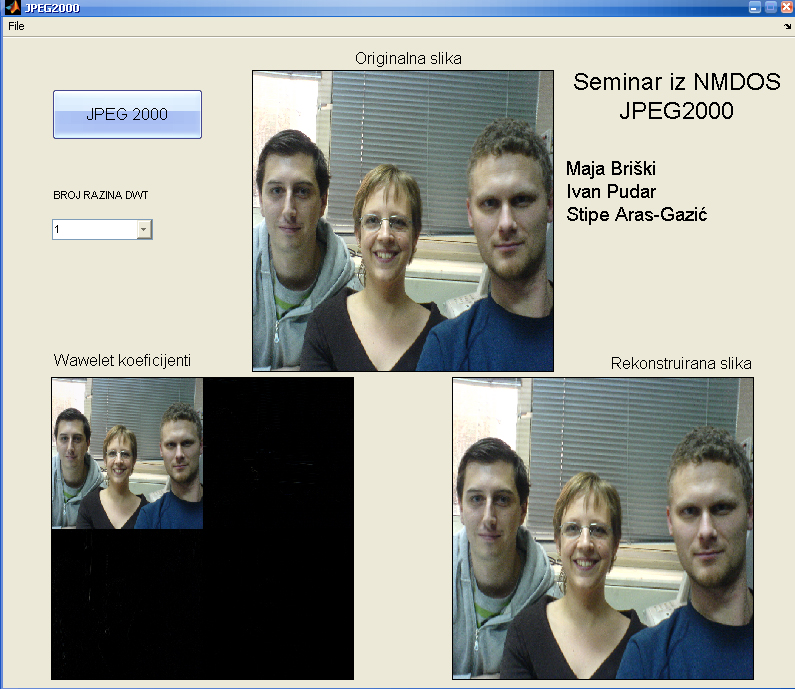 JPEG2000
File
Originalna slika
JPEG 2000
Seminar iz NMDOS
JPEG2000
Maja Briški
Ivan Pudar
Stipe Aras-Gazić
BROJ RAZINA DWT
1
Wawelet koeficijenti
Rekonstruirana slika